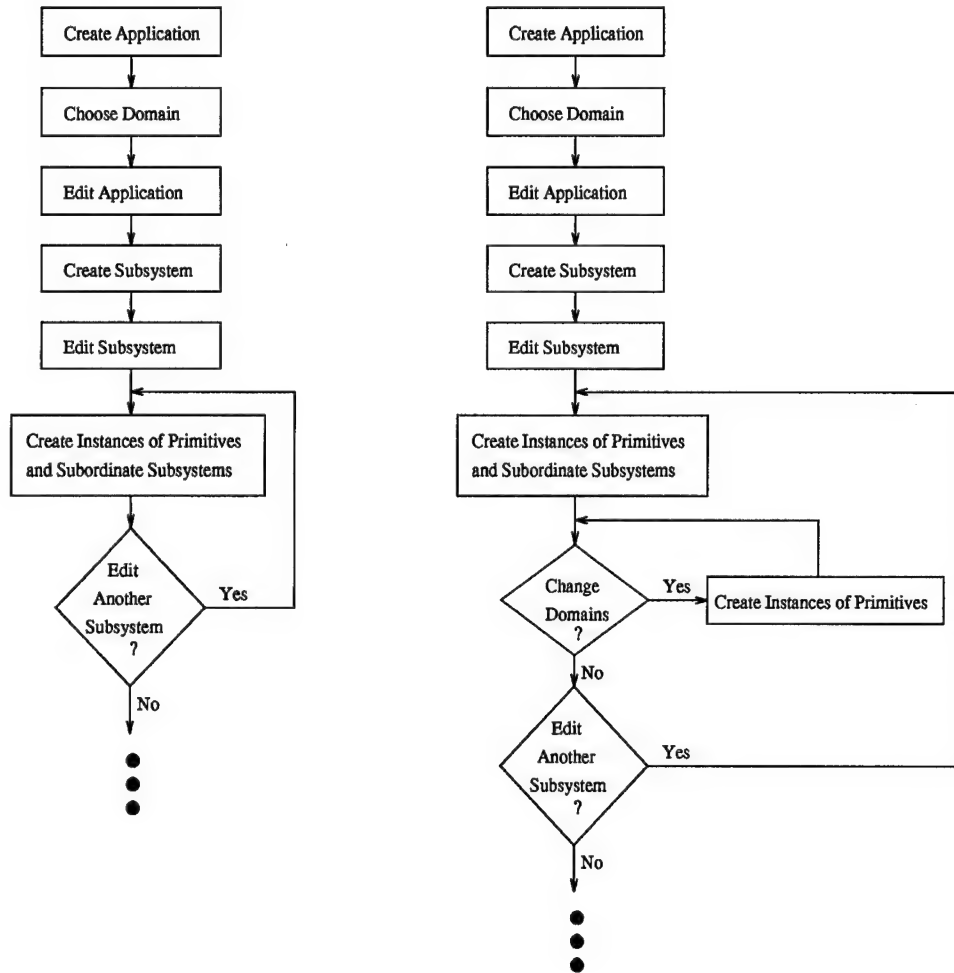 Create Application
Choose Domain
Edit Application
Create Subsystem
Edit Subsystem
Create Instances of Primitives
and Subordinate Subsystems
Edit
Another
Subsystem
?
Yes
No
Create Application
Choose Domain
Edit Application
Create Subsystem
Edit Subsystem
Create Instances of Primitives
and Subordinate Subsystems
Change
Domains
?
Yes
Create Instances of Primitives
No
Edit
Another
Subsystem
?
Yes
No